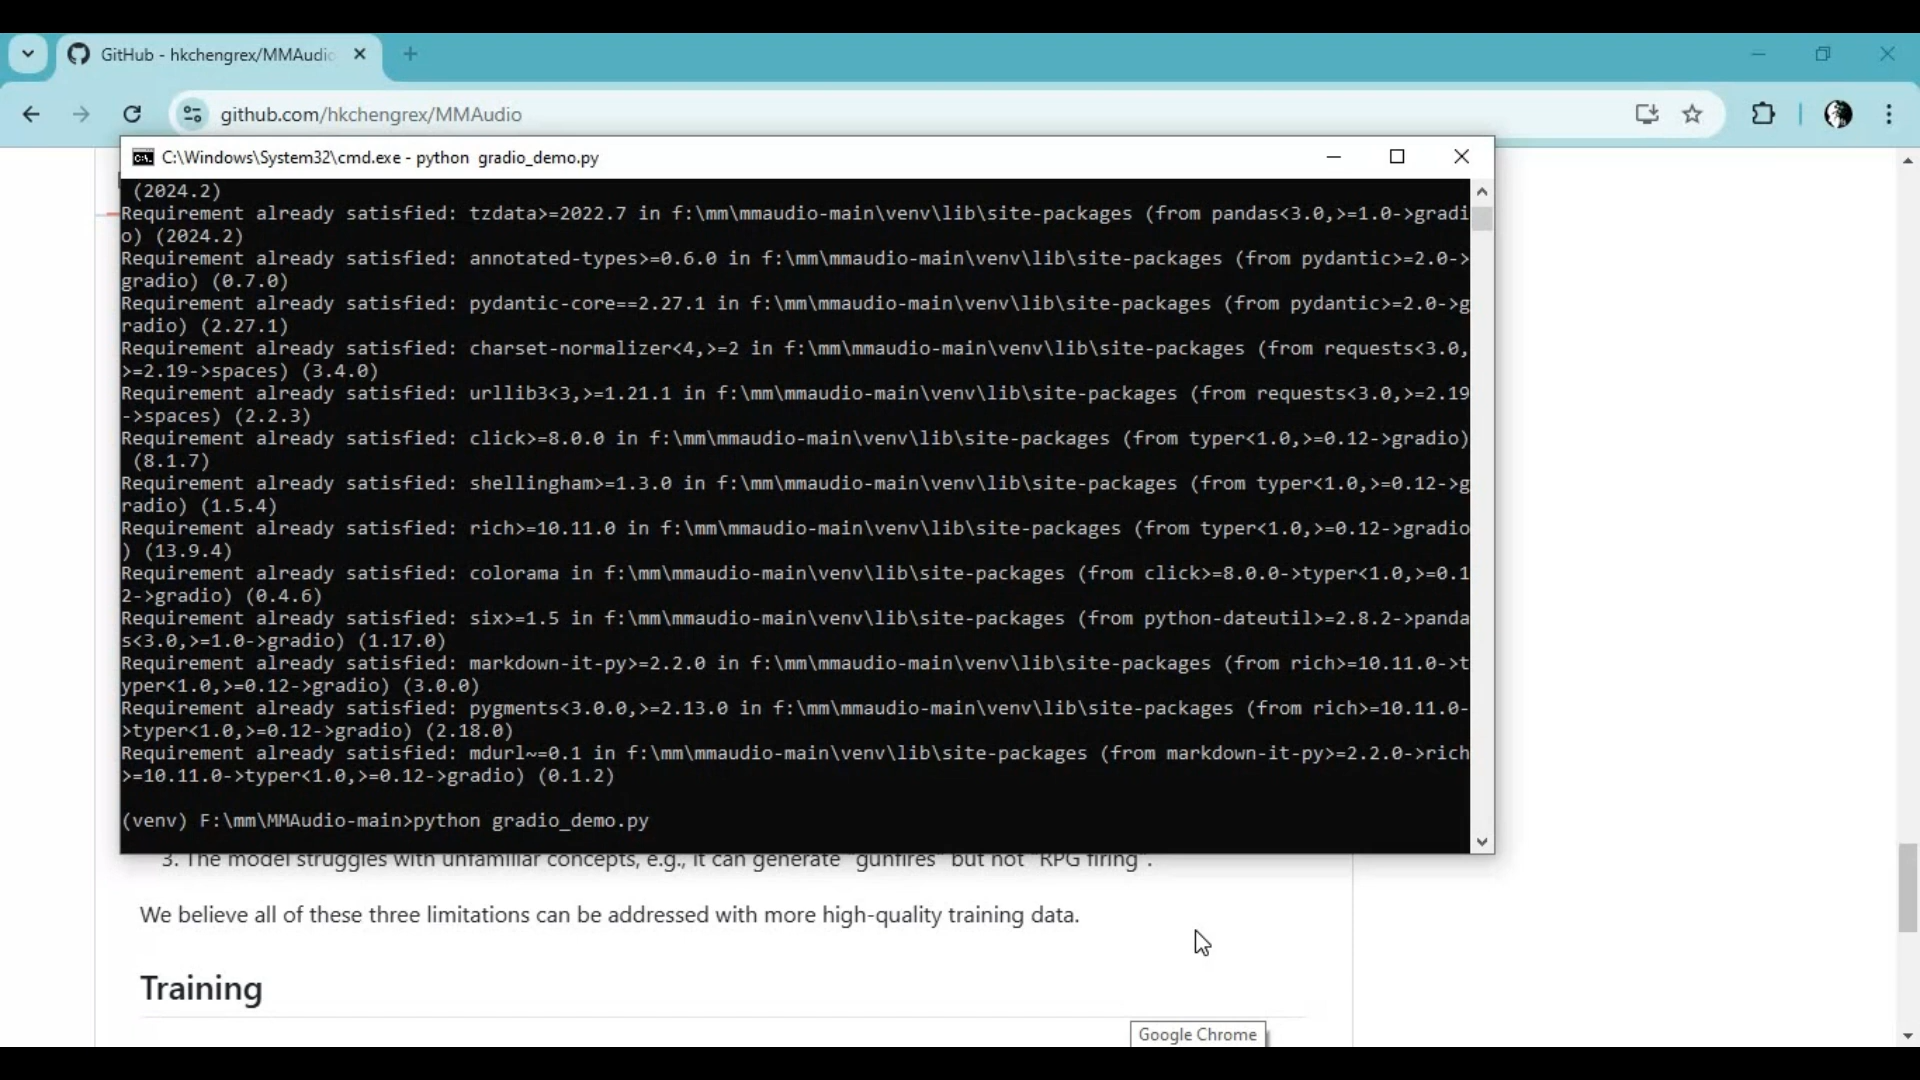 GitHub - hkchengrex/MMAudio
github.com/hkchengrex/MMAudio
C:\Windows\System32\cmd.exe - python  gradio_demo.py
(2024.2)
Requirement already satisfied: tzdata>=2022.7 in f:\mm\mmaudio-main\venv\lib\site-packages (from pandas<3.0,>=1.0->gradi
o) (2024.2)
Requirement already satisfied: annotated-types>=0.6.0 in f:\mm\mmaudio-main\venv\lib\site-packages (from pydantic>=2.0->
gradio) (0.7.0)
Requirement already satisfied: pydantic-core==2.27.1 in f:\mm\mmaudio-main\venv\lib\site-packages (from pydantic>=2.0->g
radio) (2.27.1)
Requirement already satisfied: charset-normalizer<4,>=2 in f:\mm\mmaudio-main\venv\lib\site-packages (from requests<3.0,
>=2.19->spaces) (3.4.0)
Requirement already satisfied: urllib3<3,>=1.21.1 in f:\mm\mmaudio-main\venv\lib\site-packages (from requests<3.0,>=2.19
->spaces) (2.2.3)
Requirement already satisfied: click>=8.0.0 in f:\mm\mmaudio-main\venv\lib\site-packages (from typer<1.0,>=0.12->gradio)
(8.1.7)
Requirement already satisfied: shellingham>=1.3.0 in f:\mm\mmaudio-main\venv\lib\site-packages (from typer<1.0,>=0.12->g
radio) (1.5.4)
Requirement already satisfied: rich>=10.11.0 in f:\mm\mmaudio-main\venv\lib\site-packages (from typer<1.0,>=0.12->gradio
) (13.9.4)
Requirement already satisfied: colorama in f:\mm\mmaudio-main\venv\lib\site-packages (from click>=8.0.0->typer<1.0,>=0.1
2->gradio) (0.4.6)
Requirement already satisfied: six>=1.5 in f:\mm\mmaudio-main\venv\lib\site-packages (from python-dateutil>=2.8.2->panda
s<3.0,>=1.0->gradio) (1.17.0)
Requirement already satisfied: markdown-it-py>=2.2.0 in f:\mm\mmaudio-main\venv\lib\site-packages (from rich>=10.11.0->t
yper<1.0,>=0.12->gradio) (3.0.0)
Requirement already satisfied: pygments<3.0.0,>=2.13.0 in f:\mm\mmaudio-main\venv\lib\site-packages (from rich>=10.11.0-
>typer<1.0,>=0.12->gradio) (2.18.0)
Requirement already satisfied: mdurl~=0.1 in f:\mm\mmaudio-main\venv\lib\site-packages (from markdown-it-py>=2.2.0->rich
>=10.11.0->typer<1.0,>=0.12->gradio) (0.1.2)
(venv) F:\mm\MMAudio-main>python gradio_demo.py
3. The model struggles with unfamiliar concepts, e.g., it can generate "gunfires" but not "RPG firing".
We believe all of these three limitations can be addressed with more high-quality training data.
Training
Google Chrome